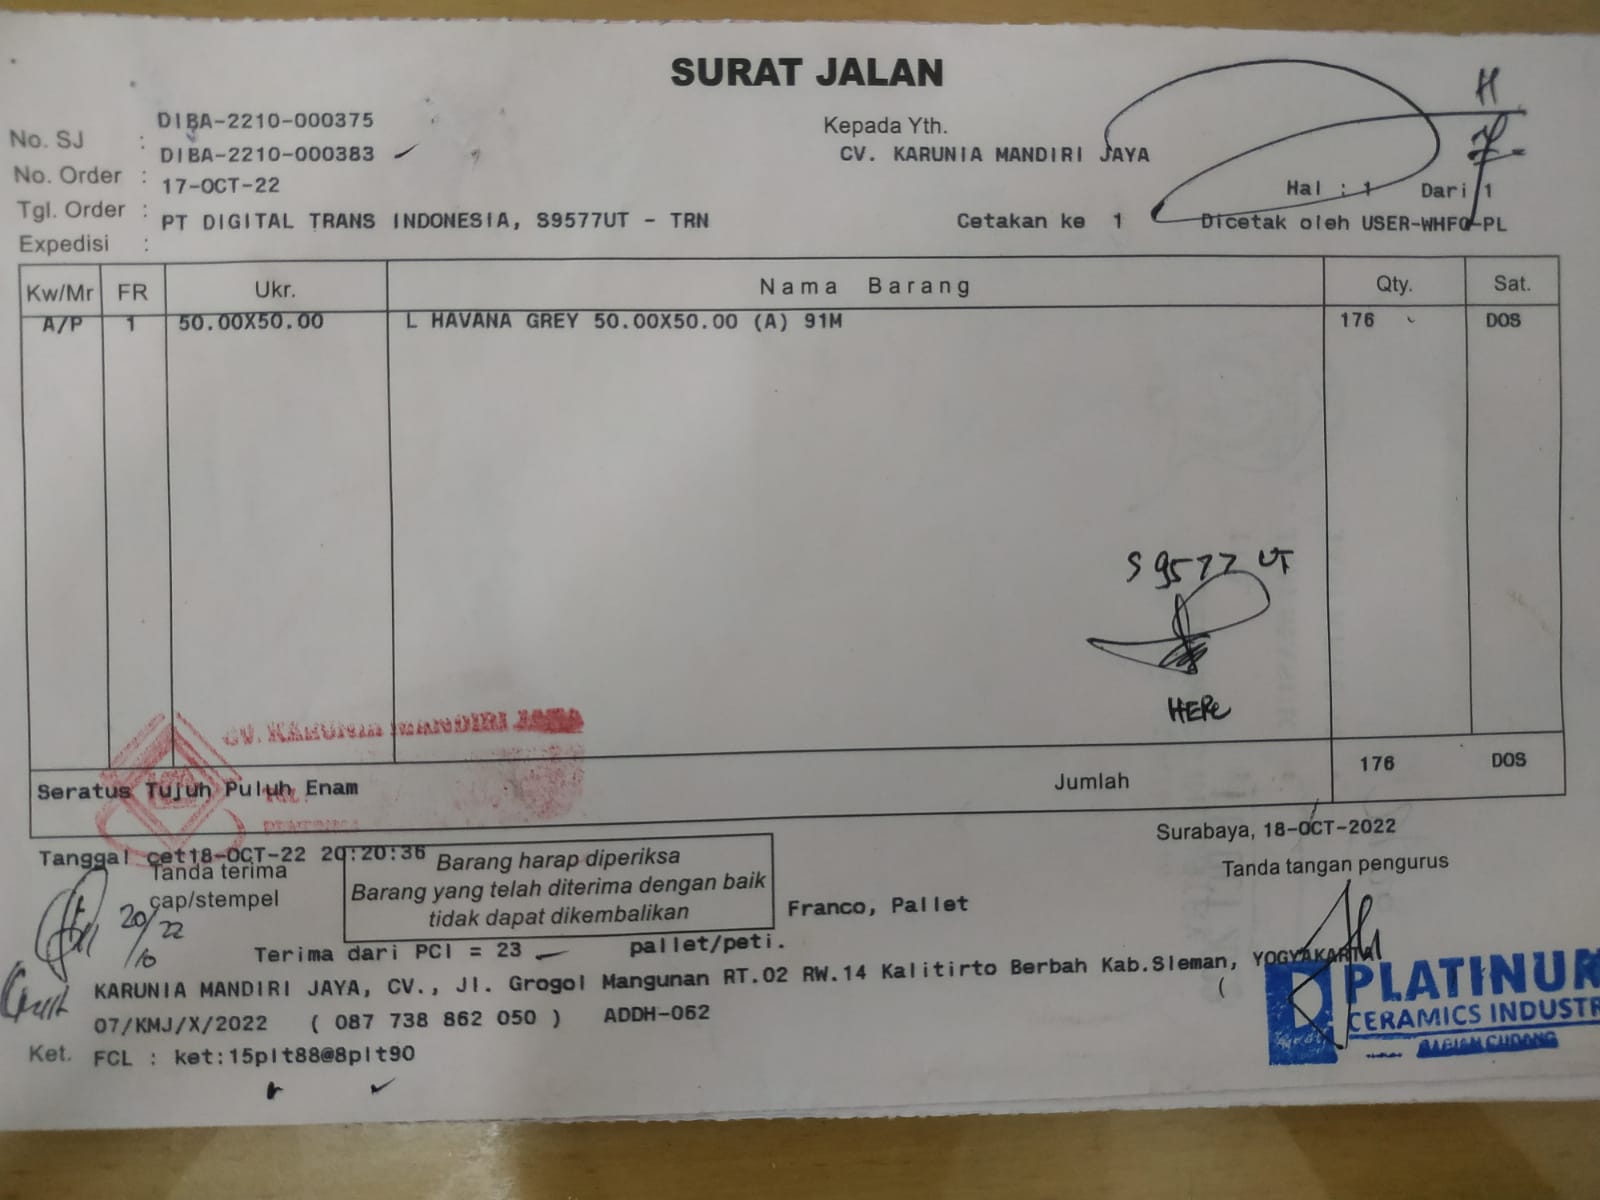 SURAT JALAN
H
No. SJ : DIBA-2210-000375
No. Order : DIBA-2210-000383
Tgl. Order : 17-OCT-22
Expedisi : PT DIGITAL TRANS INDONESIA, S9577UT - TRN
Kepada Yth.
CV. KARUNIA MANDIRI JAYA
Hal : 1 Dari 1
Cetakan ke 1 Dicetak oleh USER-WHFG-PL
Kw/Mr FR Ukr. Nama Barang Qty. Sat.
A/P 1 50.00X50.00 L HAVANA GREY 50.00X50.00 (A) 91M 176 DOS
S 9577 UT
HERE
CV. KARUNIA MANDIRI JAYA
Seratus Tujuh Puluh Enam Jumlah 176 DOS
Surabaya, 18-OCT-2022
Tanggal cet18-OCT-22 20:20:36
Tanda terima
cap/stempel
20/22
/10
Barang harap diperiksa
Barang yang telah diterima dengan baik
tidak dapat dikembalikan
Tanda tangan pengurus
Franco, Pallet
Terima dari PCI = 23 pallet/peti.
KARUNIA MANDIRI JAYA, CV., Jl. Grogol Mangunan RT.02 RW.14 Kalitirto Berbah Kab.Sleman, YOGYAKARTA
07/KMJ/X/2022 ( 087 738 862 050 ) ADDH-062 (
Ket. FCL : ket:15plt88@8plt90
PLATINUM
CERAMICS INDUSTR
BAGIAN GUDANG